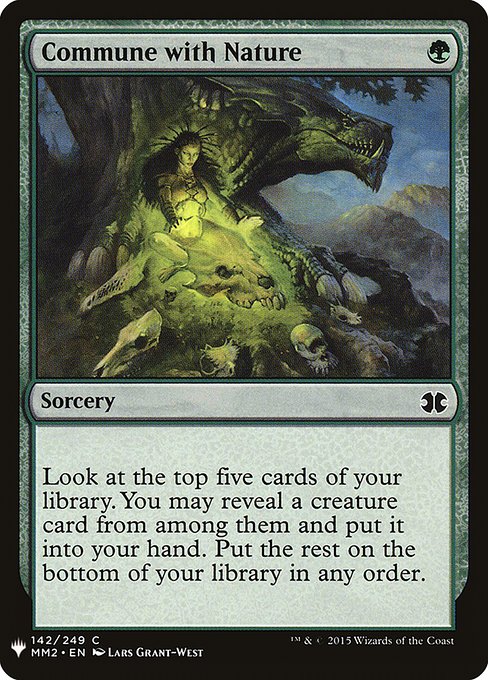 Commune with Nature
Sorcery
Look at the top five cards of your
library. You may reveal a creature
card from among them and put it
into your hand. Put the rest on the
bottom of your library in any order.
142/249 C
MM2 • EN Lars Grant-West
™ & © 2015 Wizards of the Coast